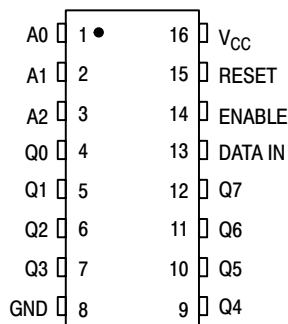 A0 1 16 VCC
A1 2 15 RESET
A2 3 14 ENABLE
Q0 4 13 DATA IN
Q1 5 12 Q7
Q2 6 11 Q6
Q3 7 10 Q5
GND 8 9 Q4